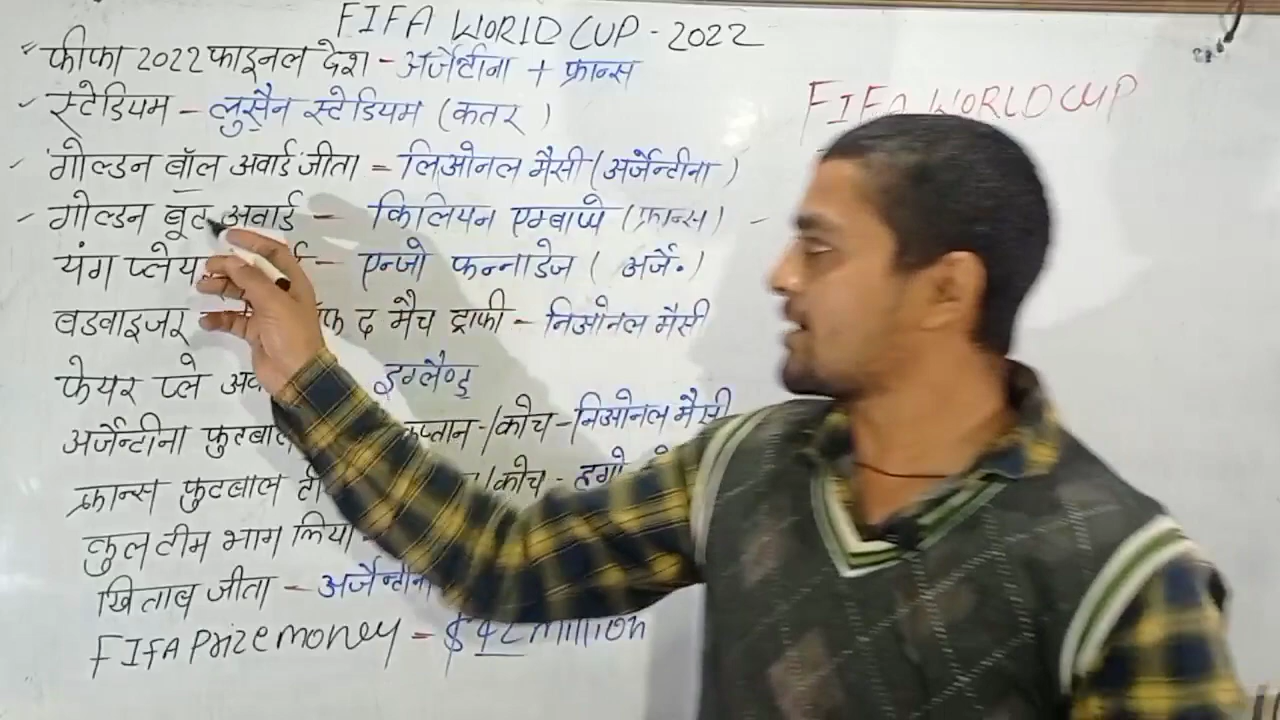 FIFA WORLD CUP - 2022
फीफा 2022 फाइनल देश - अर्जेन्टीना + फ्रान्स
स्टेडियम - लुसैन स्टेडियम (कतर)
गोल्डन बॉल अवार्ड जीता = लिओनल मैसी (अर्जेन्टीना)
गोल्डन बूट अवार्ड - किलियन एम्बाप्पे (फ्रान्स) -
यंग प्लेय - एन्जो फन्नाडेज (अर्जे.)
बडवाइजर द मैच ट्राफी - लिओनल मैसी
फेयर प्ले इग्लैण्ड
अर्जेन्टीना फुटबाल कप्तान-/कोच - लिओनल मैसी
फ्रान्स फुटबाल /कोच -
कुल टीम भाग लिया -
खिताब जीता - अर्जेन्टीना
FIFA Prize money - $ 42 million
FIFA WORLD CUP